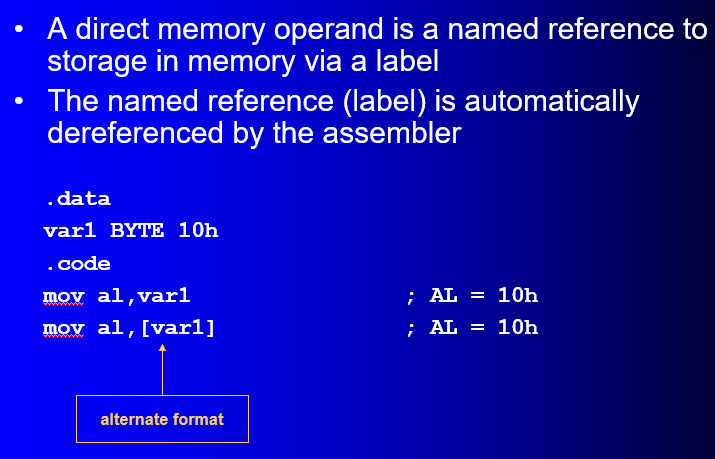 • A direct memory operand is a named reference to
storage in memory via a label
• The named reference (label) is automatically
dereferenced by the assembler
.data
var1 BYTE 10h
.code
mov al,var1 ; AL = 10h
mov al,[var1] ; AL = 10h
alternate format